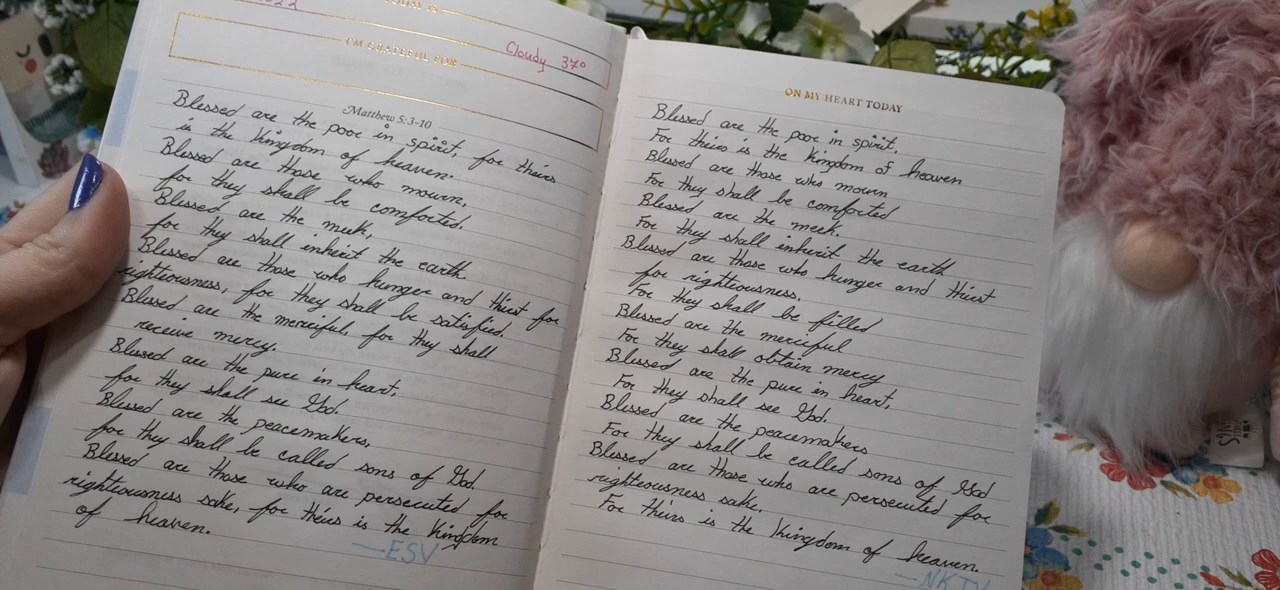 TODAY IS
I'M GRATEFUL FOR
Cloudy 37°
Matthew 5:3-10
Blessed are the poor in spirit, for theirs
is the kingdom of heaven.
Blessed are those who mourn,
for they shall be comforted.
Blessed are the meek,
for they shall inherit the earth
Blessed are those who hunger and thirst for
righteousness, for they shall be satisfied.
Blessed are the merciful, for they shall
receive mercy.
Blessed are the pure in heart,
for they shall see God.
Blessed are the peacemakers,
for they shall be called sons of God
Blessed are those who are persecuted for
righteousness sake, for theirs is the kingdom
of heaven.
—ESV
ON MY HEART TODAY
Blessed are the poor in spirit,
For theirs is the kingdom of heaven
Blessed are those who mourn
For they shall be comforted
Blessed are the meek,
For they shall inherit the earth
Blessed are those who hunger and thirst
for righteousness,
For they shall be filled
Blessed are the merciful
For they shall obtain mercy
Blessed are the pure in heart,
For they shall see God.
Blessed are the peacemakers
For they shall be called sons of God
Blessed are those who are persecuted for
righteousness sake.
For theirs is the kingdom of heaven.
—NKJV